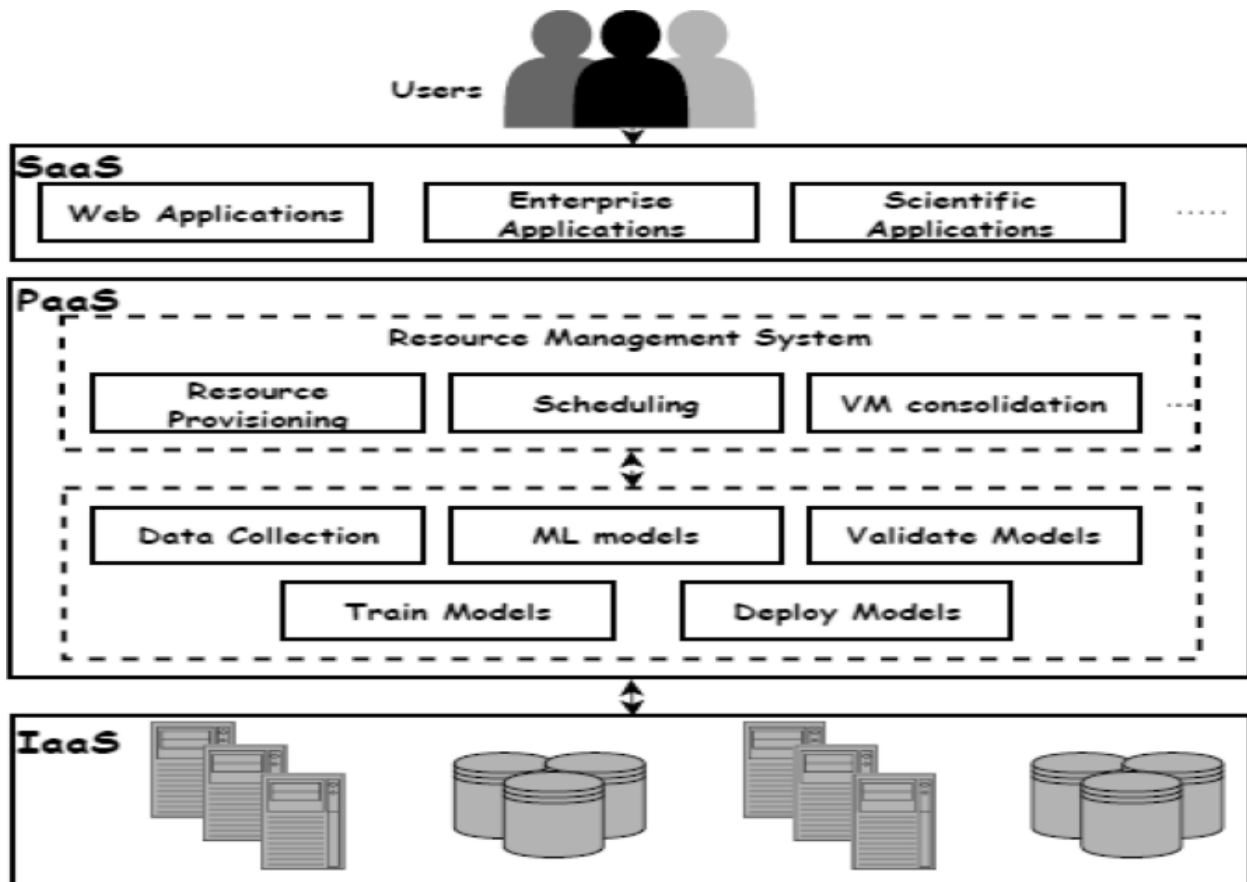 Users
SaaS
Web Applications
Enterprise
Applications
Scientific
Applications
.....
PaaS
Resource Management System
Resource
Provisioning
Scheduling
VM consolidation
...
Data Collection
ML models
Validate Models
Train Models
Deploy Models
IaaS